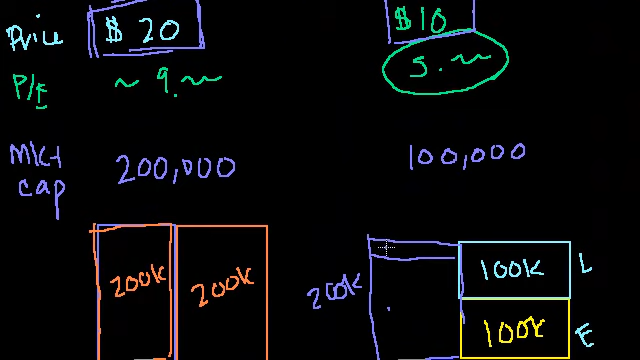 Price $20 $10
P/E ~ 9.~ 5.~
Mkt cap 200,000 100,000
200k 200k 200k 100k L
100k E